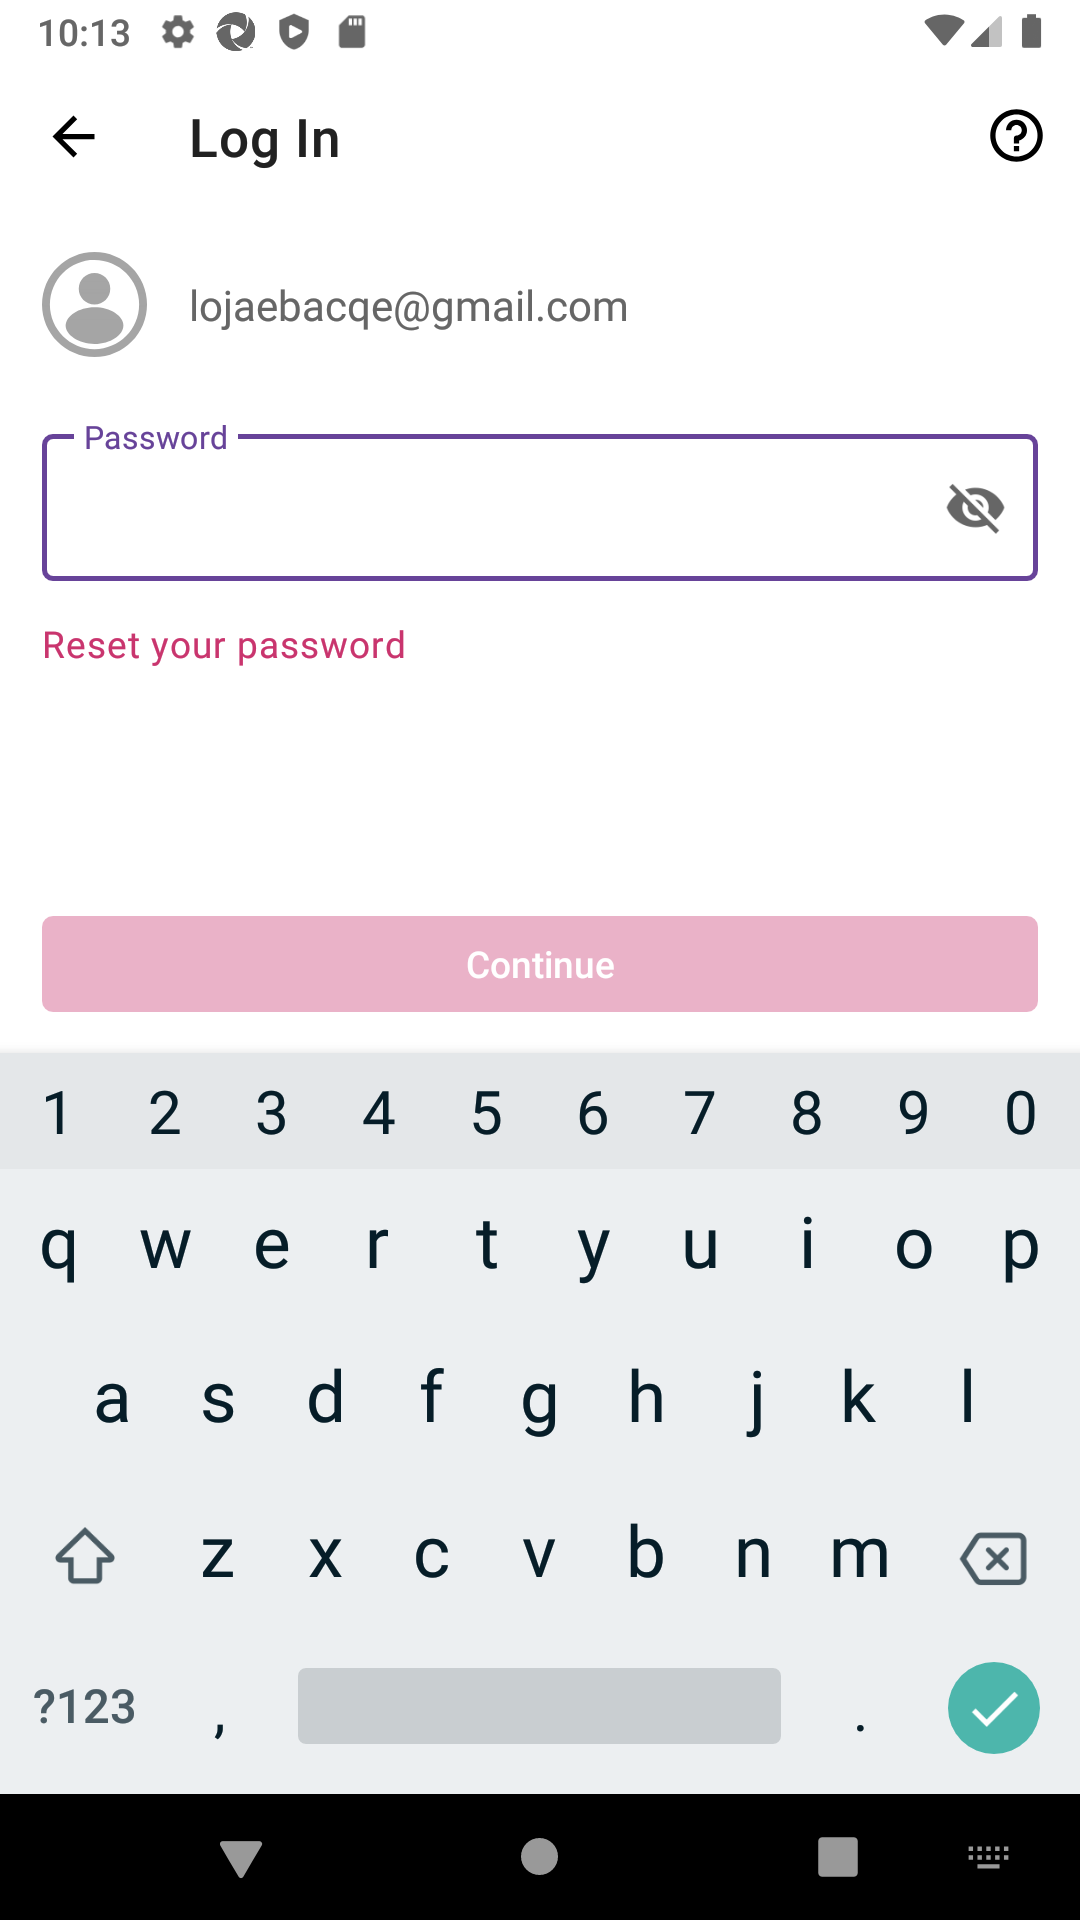 10:13
Log In
lojaebacqe@gmail.com
Password
Reset your password
Continue
1 2 3 4 5 6 7 8 9 0
q w e r t y u i o p
a s d f g h j k l
z x c v b n m
?123 , .